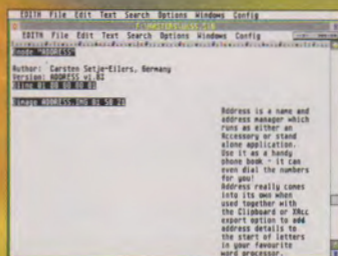 EDITH File Edit Text Search Options Windows Config
EDITH File Edit Text Search Options Windows Config
@node "ADDRESS"
Author: Carsten Setje-Eilers, Germany
Version: ADDRESS v1.
Address is a name and
address manager which
runs as either an
Accessory or stand
alone application.
Use it as a handy
phone book - it can
even dial the numbers
for you!
Address really comes
into its own when
used together with
the Clipboard or XAcc
export option to add
address details to
the start of letters
in your favourite
word processor.